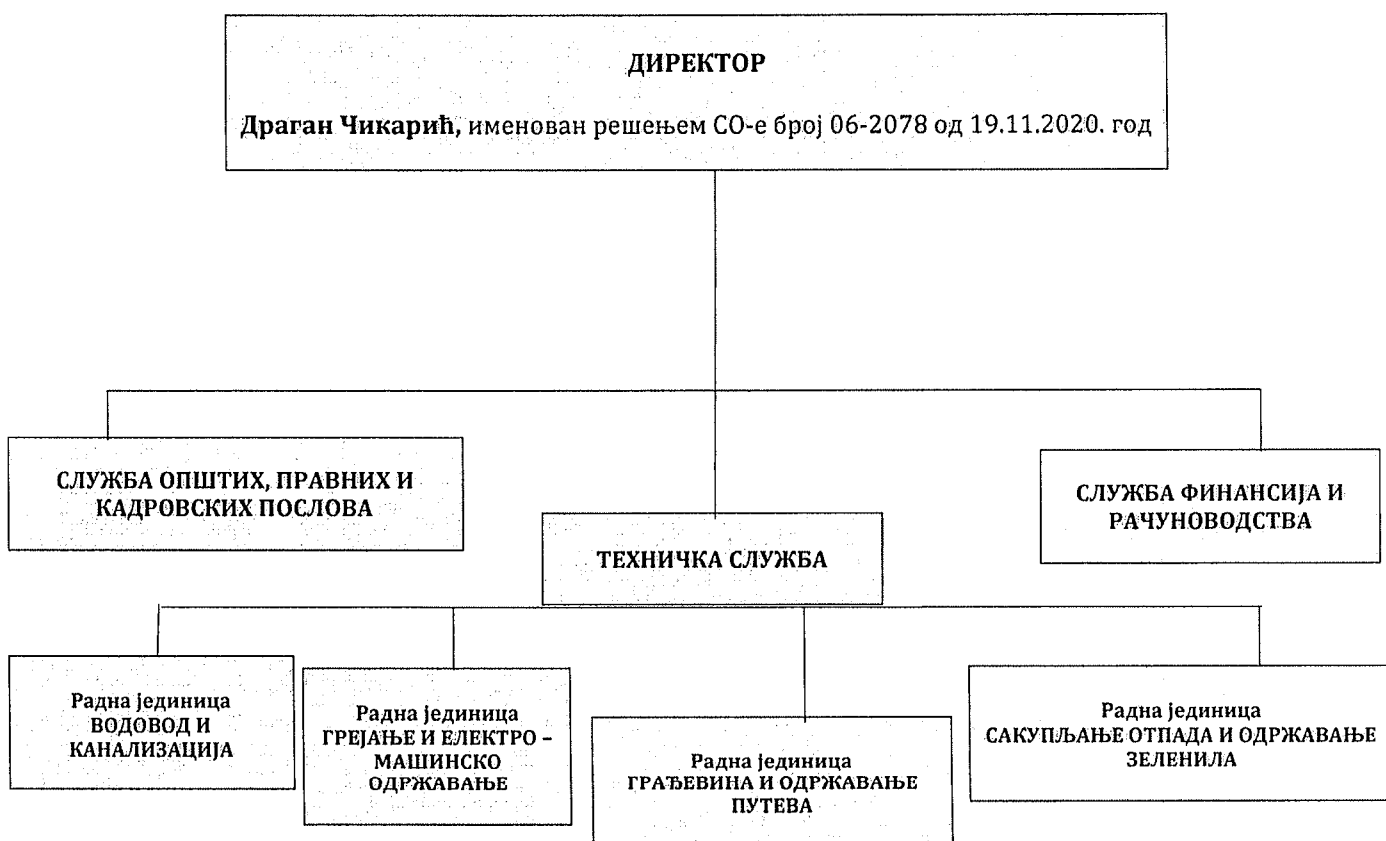 ДИРЕКТОР
Драган Чикарић, именован решењем СО-е број 06-2078 од 19.11.2020. год
СЛУЖБА ОПШТИХ, ПРАВНИХ И
КАДРОВСКИХ ПОСЛОВА
СЛУЖБА ФИНАНСИЈА И
РАЧУНОВОДСТВА
ТЕХНИЧКА СЛУЖБА
Радна јединица
ВОДОВОД И
КАНАЛИЗАЦИЈА
Радна јединица
ГРЕЈАЊЕ И ЕЛЕКТРО –
МАШИНСКО
ОДРЖАВАЊЕ
Радна јединица
ГРАЂЕВИНА И ОДРЖАВАЊЕ
ПУТЕВА
Радна јединица
САКУПЉАЊЕ ОТПАДА И ОДРЖАВАЊЕ
ЗЕЛЕНИЛА